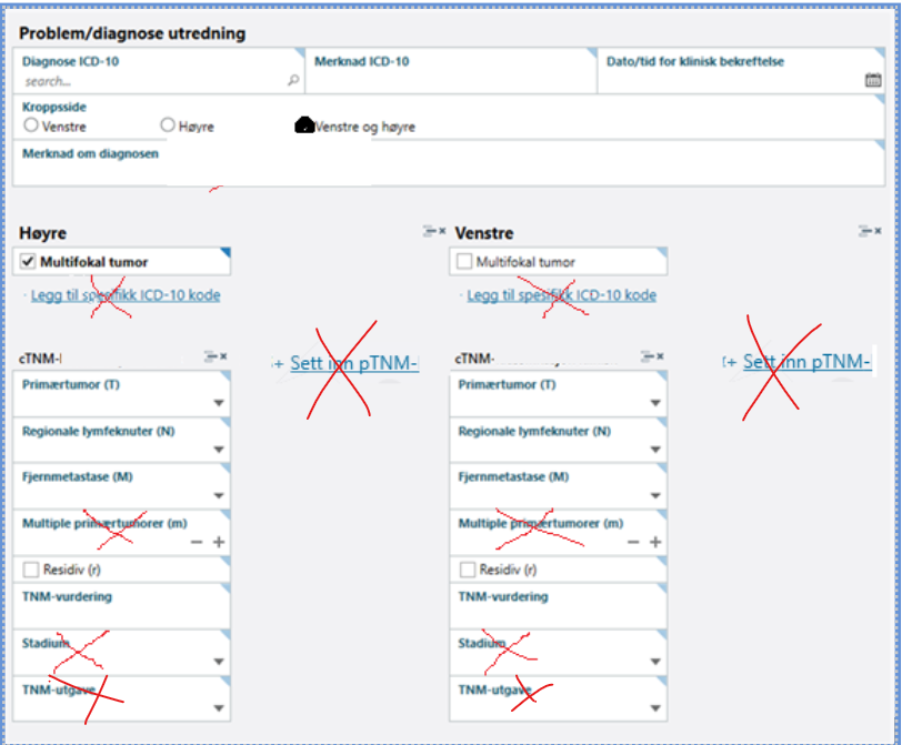 Problem/diagnose utredning
Diagnose ICD-10
search...
Merknad ICD-10
Dato/tid for klinisk bekreftelse
Kroppsside
Venstre Høyre Venstre og høyre
Merknad om diagnosen
Høyre
Multifokal tumor
· Legg til spesifikk ICD-10 kode
cTNM-
+ Sett inn pTNM-
Primærtumor (T)
Regionale lymfeknuter (N)
Fjernmetastase (M)
Multiple primærtumorer (m)
Residiv (r)
TNM-vurdering
Stadium
TNM-utgave
Venstre
Multifokal tumor
· Legg til spesifikk ICD-10 kode
cTNM-
+ Sett inn pTNM-
Primærtumor (T)
Regionale lymfeknuter (N)
Fjernmetastase (M)
Multiple primærtumorer (m)
Residiv (r)
TNM-vurdering
Stadium
TNM-utgave